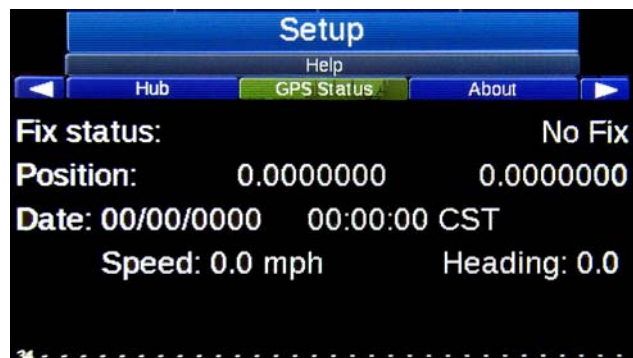 Setup
Help
Hub GPS Status About
Fix status: No Fix
Position: 0.0000000 0.0000000
Date: 00/00/0000 00:00:00 CST
Speed: 0.0 mph Heading: 0.0
34